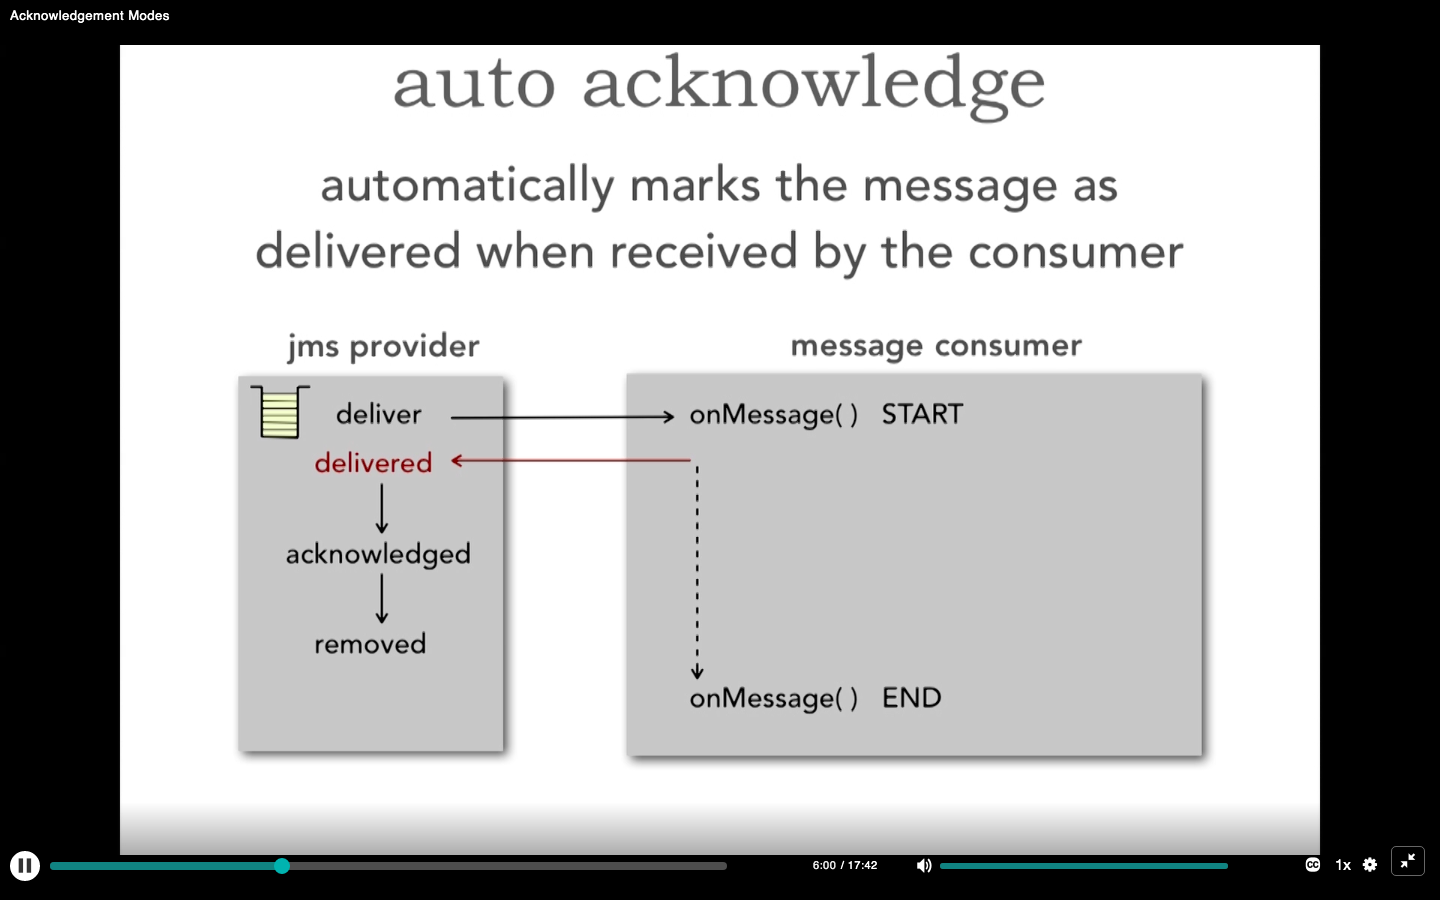 Acknowledgement Modes
auto acknowledge
automatically marks the message as
delivered when received by the consumer
jms provider
message consumer
deliver
onMessage( ) START
delivered
acknowledged
removed
onMessage( ) END
6:00 / 17:42
CC
1x